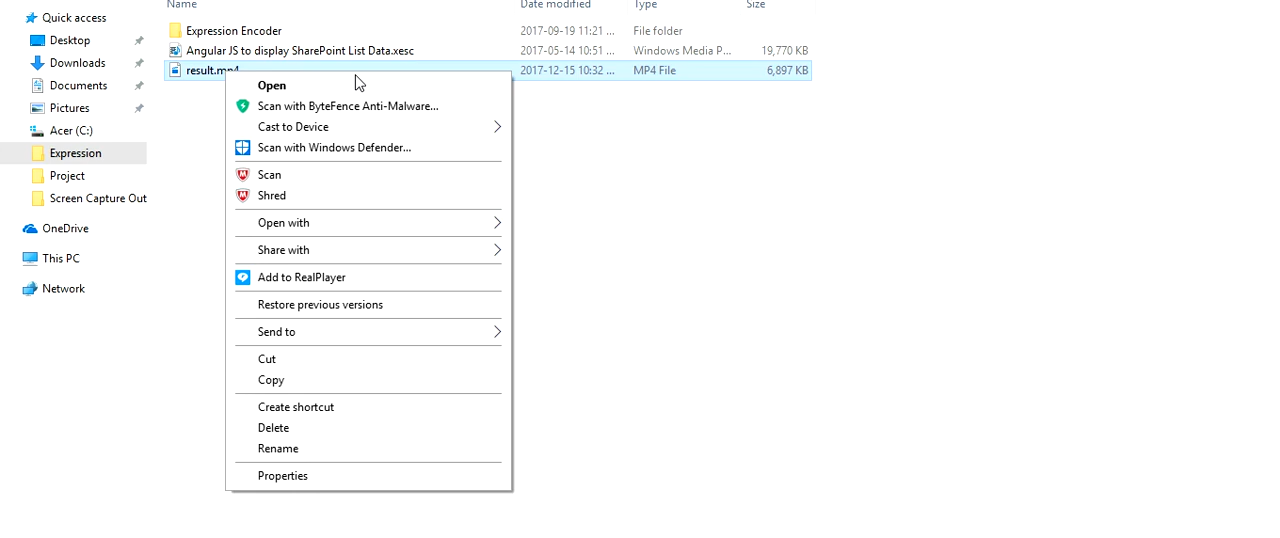 Name Date modified Type Size
Quick access
Desktop
Downloads
Documents
Pictures
Acer (C:)
Expression
Project
Screen Capture Out
OneDrive
This PC
Network
Expression Encoder 2017-09-19 11:21 ... File folder
Angular JS to display SharePoint List Data.xesc 2017-05-14 10:51 ... Windows Media P... 19,770 KB
result.mp4 2017-12-15 10:32 ... MP4 File 6,897 KB
Open
Scan with ByteFence Anti-Malware...
Cast to Device
Scan with Windows Defender...
Scan
Shred
Open with
Share with
Add to RealPlayer
Restore previous versions
Send to
Cut
Copy
Create shortcut
Delete
Rename
Properties